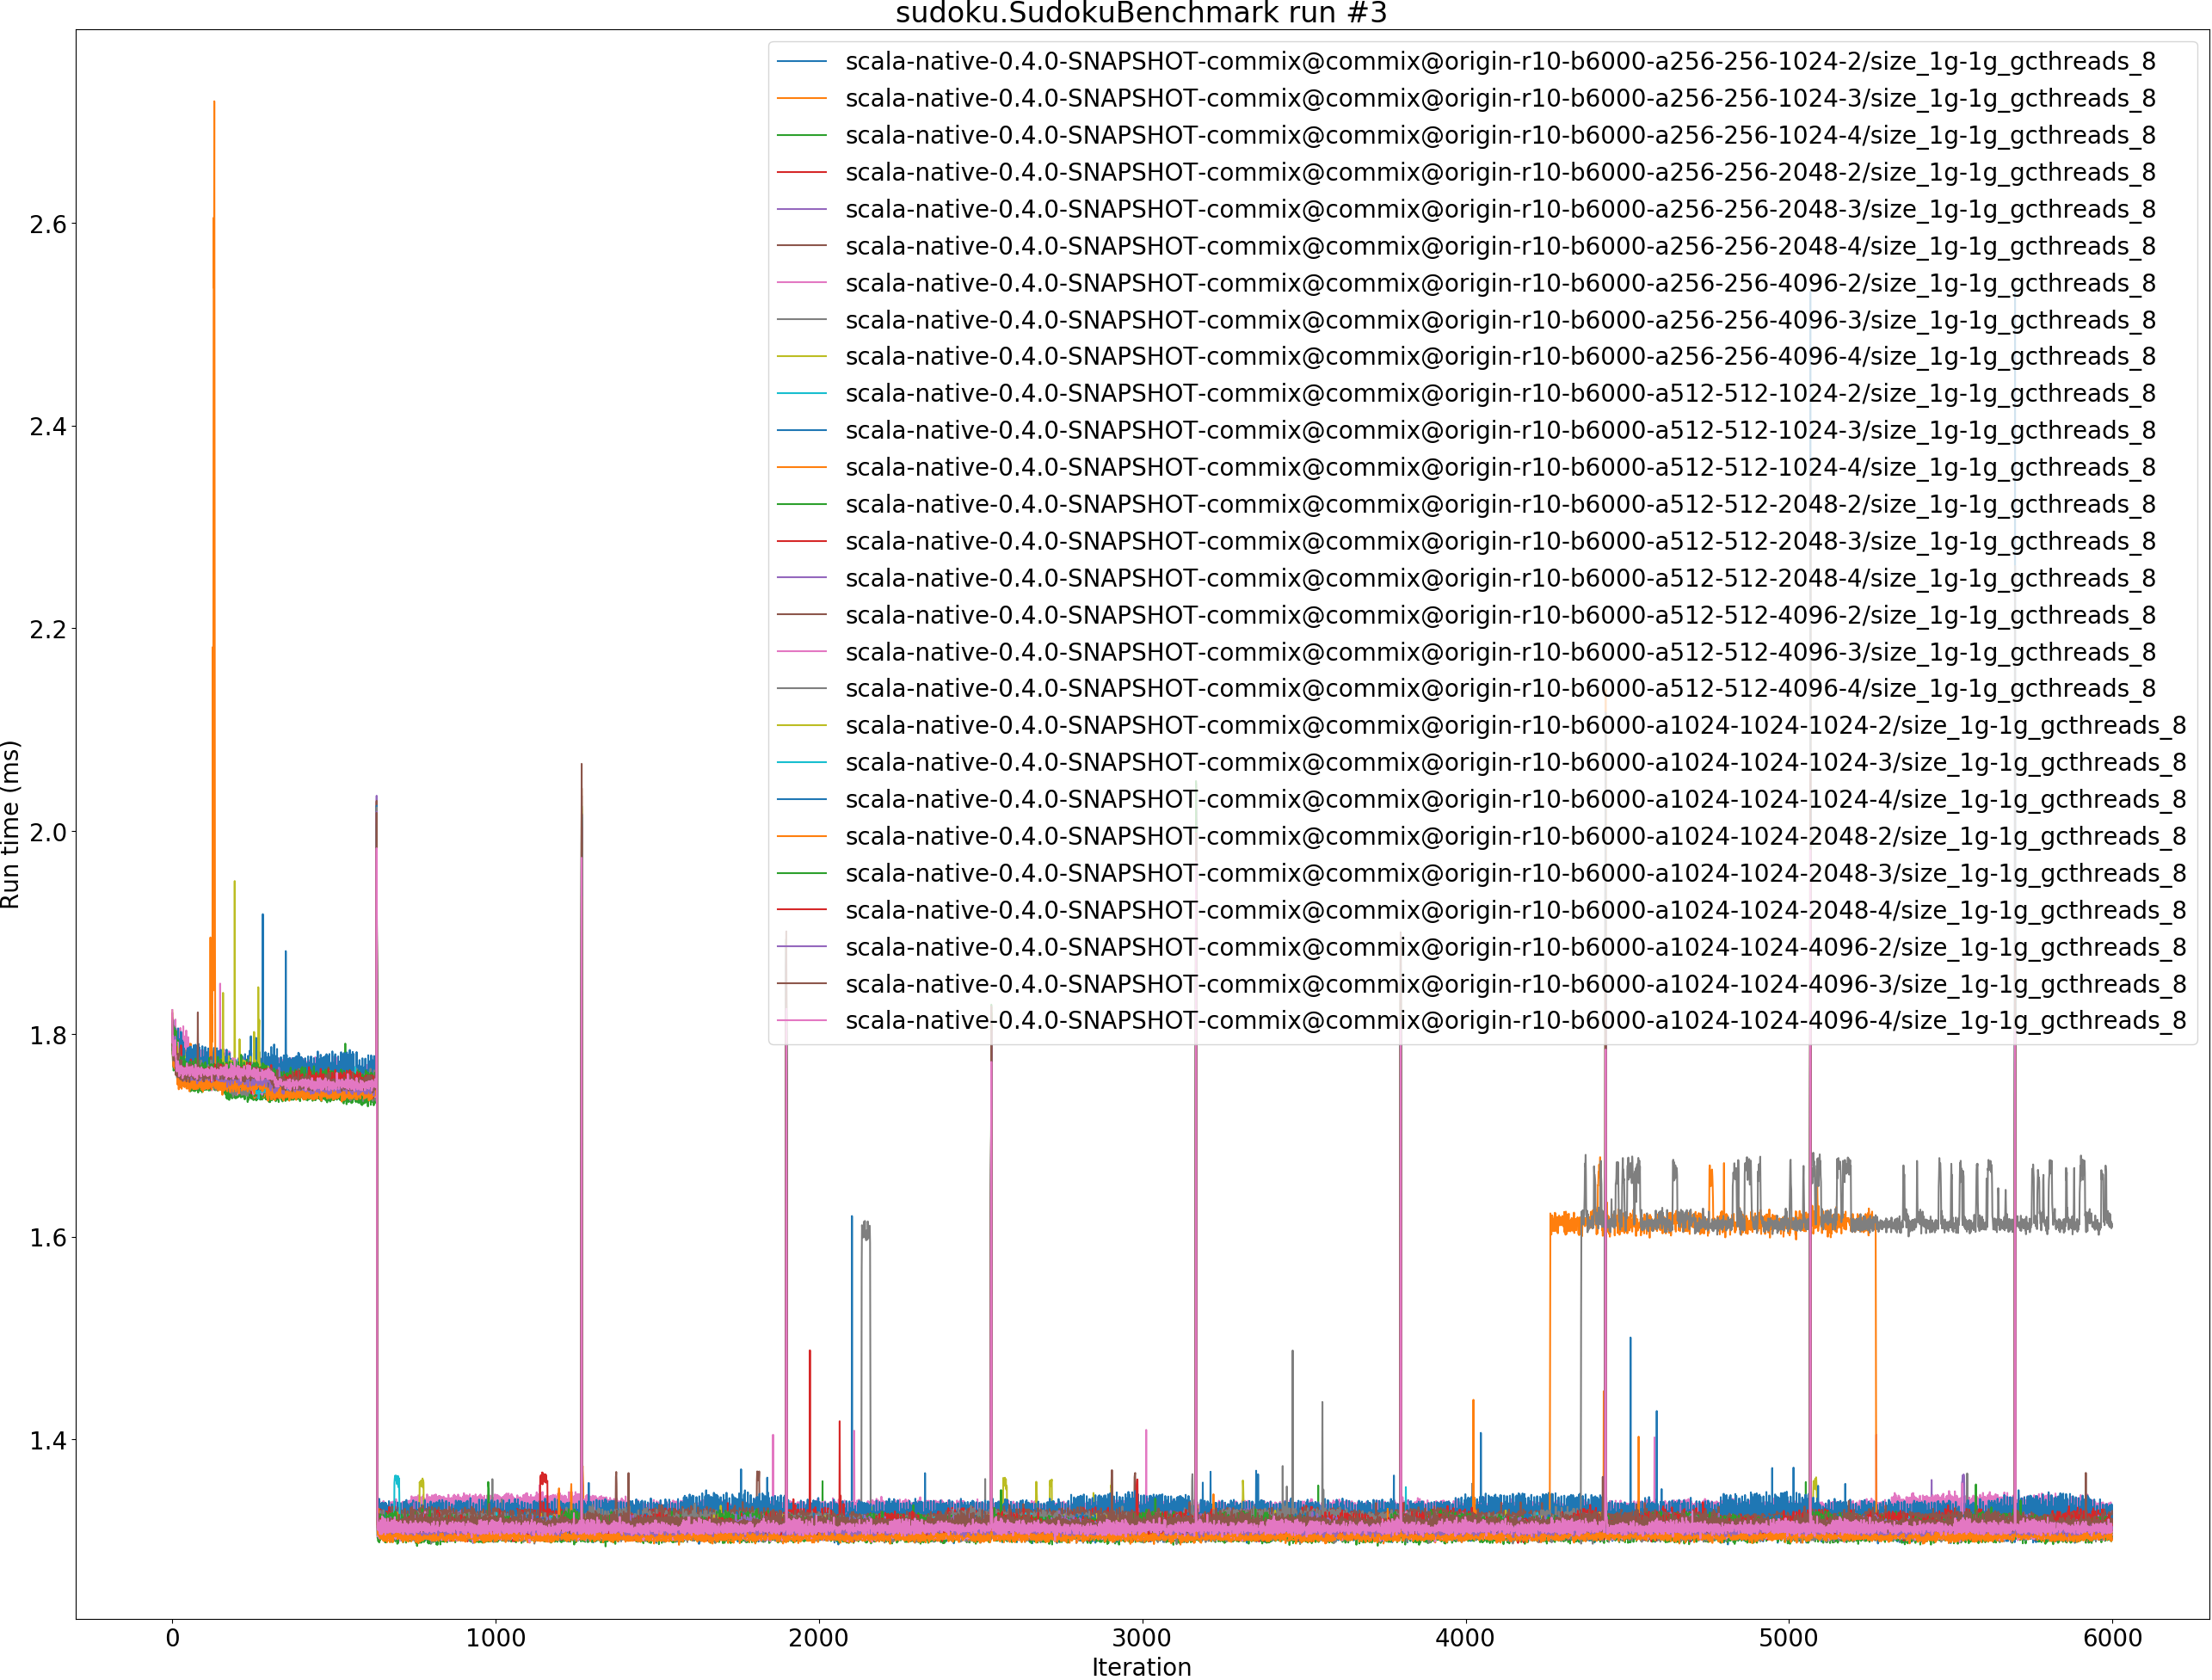 sudoku.SudokuBenchmark run #3
scala-native-0.4.0-SNAPSHOT-commix@commix@origin-r10-b6000-a256-256-1024-2/size_1g-1g_gcthreads_8
scala-native-0.4.0-SNAPSHOT-commix@commix@origin-r10-b6000-a256-256-1024-3/size_1g-1g_gcthreads_8
scala-native-0.4.0-SNAPSHOT-commix@commix@origin-r10-b6000-a256-256-1024-4/size_1g-1g_gcthreads_8
scala-native-0.4.0-SNAPSHOT-commix@commix@origin-r10-b6000-a256-256-2048-2/size_1g-1g_gcthreads_8
scala-native-0.4.0-SNAPSHOT-commix@commix@origin-r10-b6000-a256-256-2048-3/size_1g-1g_gcthreads_8
scala-native-0.4.0-SNAPSHOT-commix@commix@origin-r10-b6000-a256-256-2048-4/size_1g-1g_gcthreads_8
scala-native-0.4.0-SNAPSHOT-commix@commix@origin-r10-b6000-a256-256-4096-2/size_1g-1g_gcthreads_8
scala-native-0.4.0-SNAPSHOT-commix@commix@origin-r10-b6000-a256-256-4096-3/size_1g-1g_gcthreads_8
scala-native-0.4.0-SNAPSHOT-commix@commix@origin-r10-b6000-a256-256-4096-4/size_1g-1g_gcthreads_8
scala-native-0.4.0-SNAPSHOT-commix@commix@origin-r10-b6000-a512-512-1024-2/size_1g-1g_gcthreads_8
scala-native-0.4.0-SNAPSHOT-commix@commix@origin-r10-b6000-a512-512-1024-3/size_1g-1g_gcthreads_8
scala-native-0.4.0-SNAPSHOT-commix@commix@origin-r10-b6000-a512-512-1024-4/size_1g-1g_gcthreads_8
scala-native-0.4.0-SNAPSHOT-commix@commix@origin-r10-b6000-a512-512-2048-2/size_1g-1g_gcthreads_8
scala-native-0.4.0-SNAPSHOT-commix@commix@origin-r10-b6000-a512-512-2048-3/size_1g-1g_gcthreads_8
scala-native-0.4.0-SNAPSHOT-commix@commix@origin-r10-b6000-a512-512-2048-4/size_1g-1g_gcthreads_8
scala-native-0.4.0-SNAPSHOT-commix@commix@origin-r10-b6000-a512-512-4096-2/size_1g-1g_gcthreads_8
scala-native-0.4.0-SNAPSHOT-commix@commix@origin-r10-b6000-a512-512-4096-3/size_1g-1g_gcthreads_8
scala-native-0.4.0-SNAPSHOT-commix@commix@origin-r10-b6000-a512-512-4096-4/size_1g-1g_gcthreads_8
scala-native-0.4.0-SNAPSHOT-commix@commix@origin-r10-b6000-a1024-1024-1024-2/size_1g-1g_gcthreads_8
scala-native-0.4.0-SNAPSHOT-commix@commix@origin-r10-b6000-a1024-1024-1024-3/size_1g-1g_gcthreads_8
scala-native-0.4.0-SNAPSHOT-commix@commix@origin-r10-b6000-a1024-1024-1024-4/size_1g-1g_gcthreads_8
scala-native-0.4.0-SNAPSHOT-commix@commix@origin-r10-b6000-a1024-1024-2048-2/size_1g-1g_gcthreads_8
scala-native-0.4.0-SNAPSHOT-commix@commix@origin-r10-b6000-a1024-1024-2048-3/size_1g-1g_gcthreads_8
scala-native-0.4.0-SNAPSHOT-commix@commix@origin-r10-b6000-a1024-1024-2048-4/size_1g-1g_gcthreads_8
scala-native-0.4.0-SNAPSHOT-commix@commix@origin-r10-b6000-a1024-1024-4096-2/size_1g-1g_gcthreads_8
scala-native-0.4.0-SNAPSHOT-commix@commix@origin-r10-b6000-a1024-1024-4096-3/size_1g-1g_gcthreads_8
scala-native-0.4.0-SNAPSHOT-commix@commix@origin-r10-b6000-a1024-1024-4096-4/size_1g-1g_gcthreads_8
2.6
2.4
2.2
2.0
1.8
1.6
1.4
Run time (ms)
0 1000 2000 3000 4000 5000 6000
Iteration